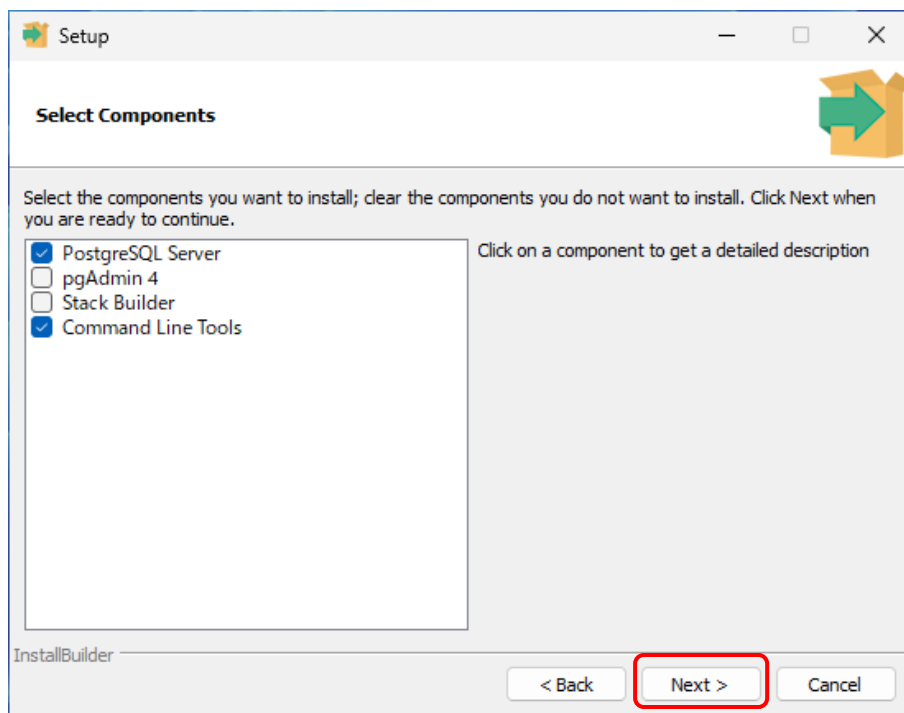 Setup
Select Components
Select the components you want to install; clear the components you do not want to install. Click Next when
you are ready to continue.
PostgreSQL Server
pgAdmin 4
Stack Builder
Command Line Tools
Click on a component to get a detailed description
InstallBuilder
< Back
Next >
Cancel